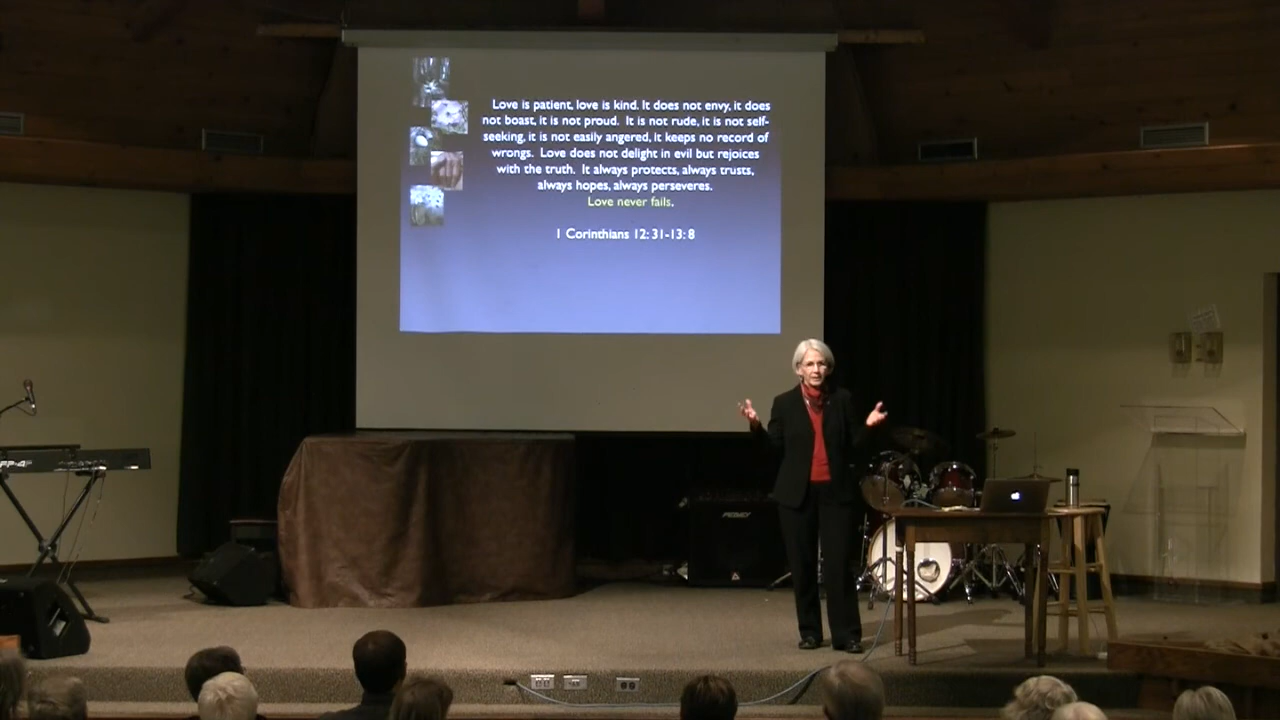 Love is patient, love is kind. It does not envy, it does
not boast, it is not proud. It is not rude, it is not self-
seeking, it is not easily angered, it keeps no record of
wrongs. Love does not delight in evil but rejoices
with the truth. It always protects, always trusts,
always hopes, always perseveres.
Love never fails.
1 Corinthians 12: 31-13: 8
PEAVEY